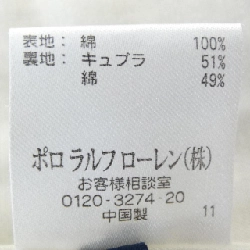 表地: 綿 100%
裏地: キュプラ 51%
綿 49%
ポロ ラルフ ローレン(株)
お客様相談室
0120-3274-20
中国製 11